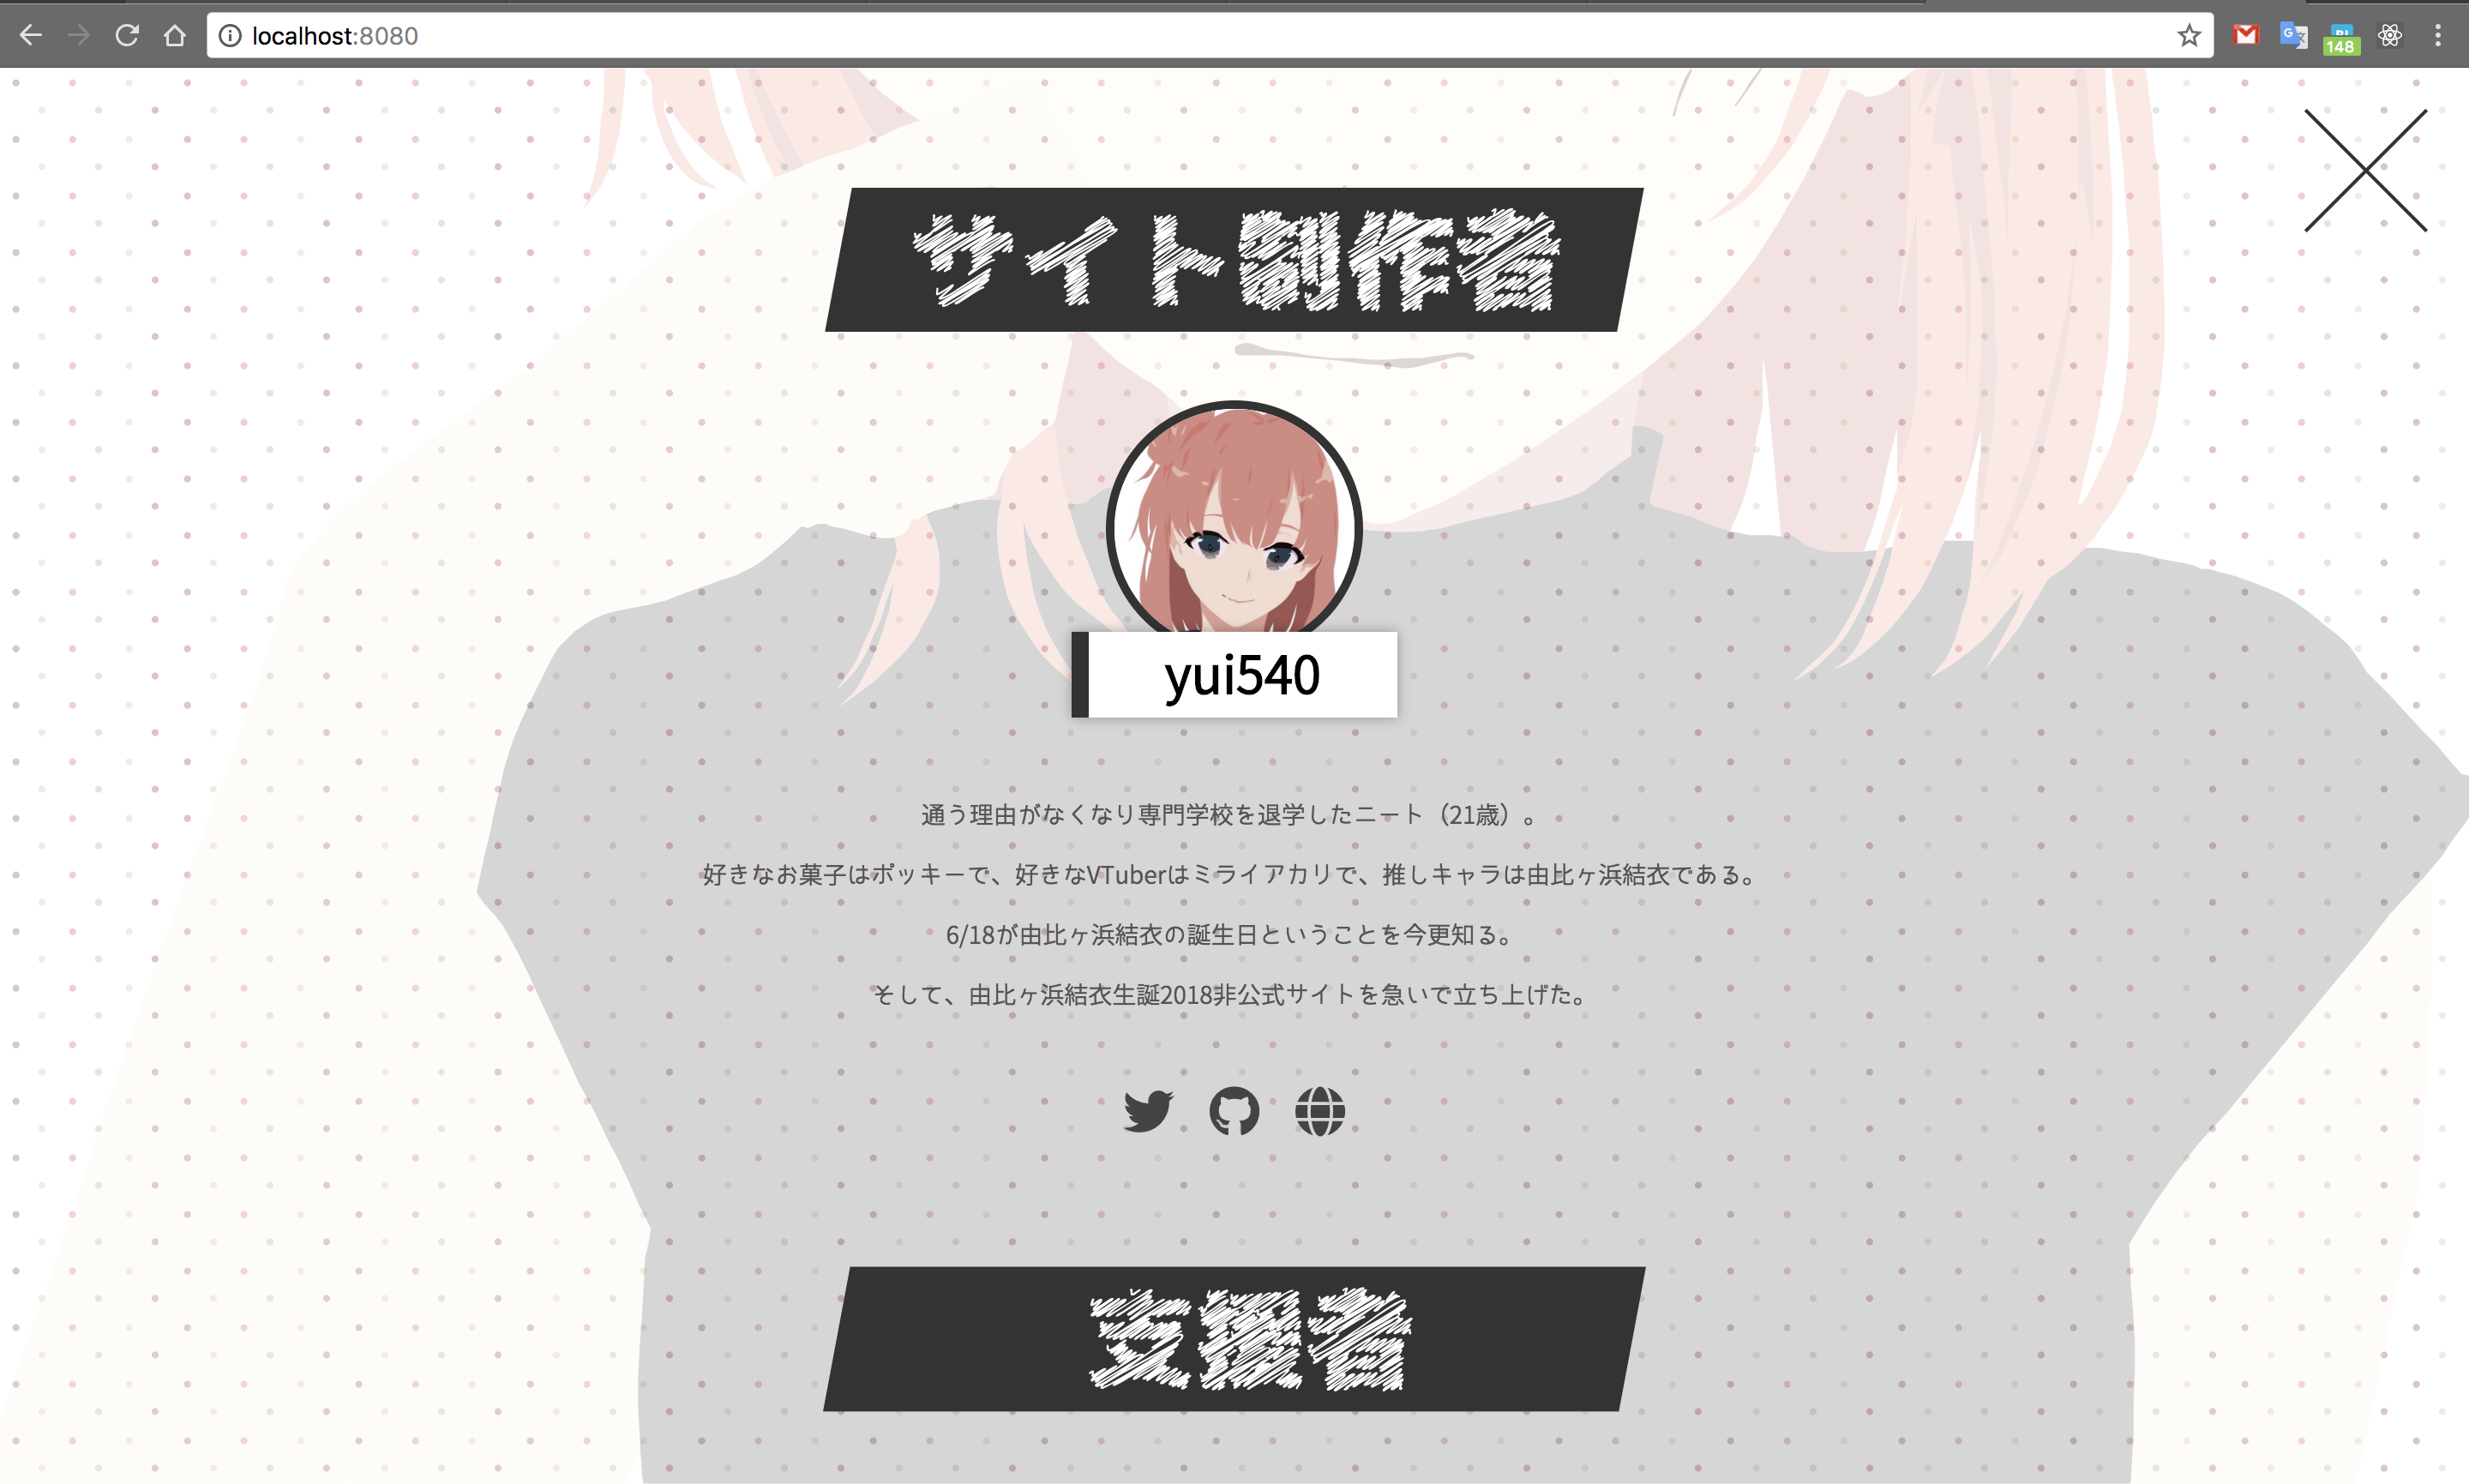 localhost:8080
148
サイト制作者
yui540
通う理由がなくなり専門学校を退学したニート（21歳）。
好きなお菓子はポッキーで、好きなVTuberはミライアカリで、推しキャラは由比ヶ浜結衣である。
6/18が由比ヶ浜結衣の誕生日ということを今更知る。
そして、由比ヶ浜結衣生誕2018非公式サイトを急いで立ち上げた。
支援者